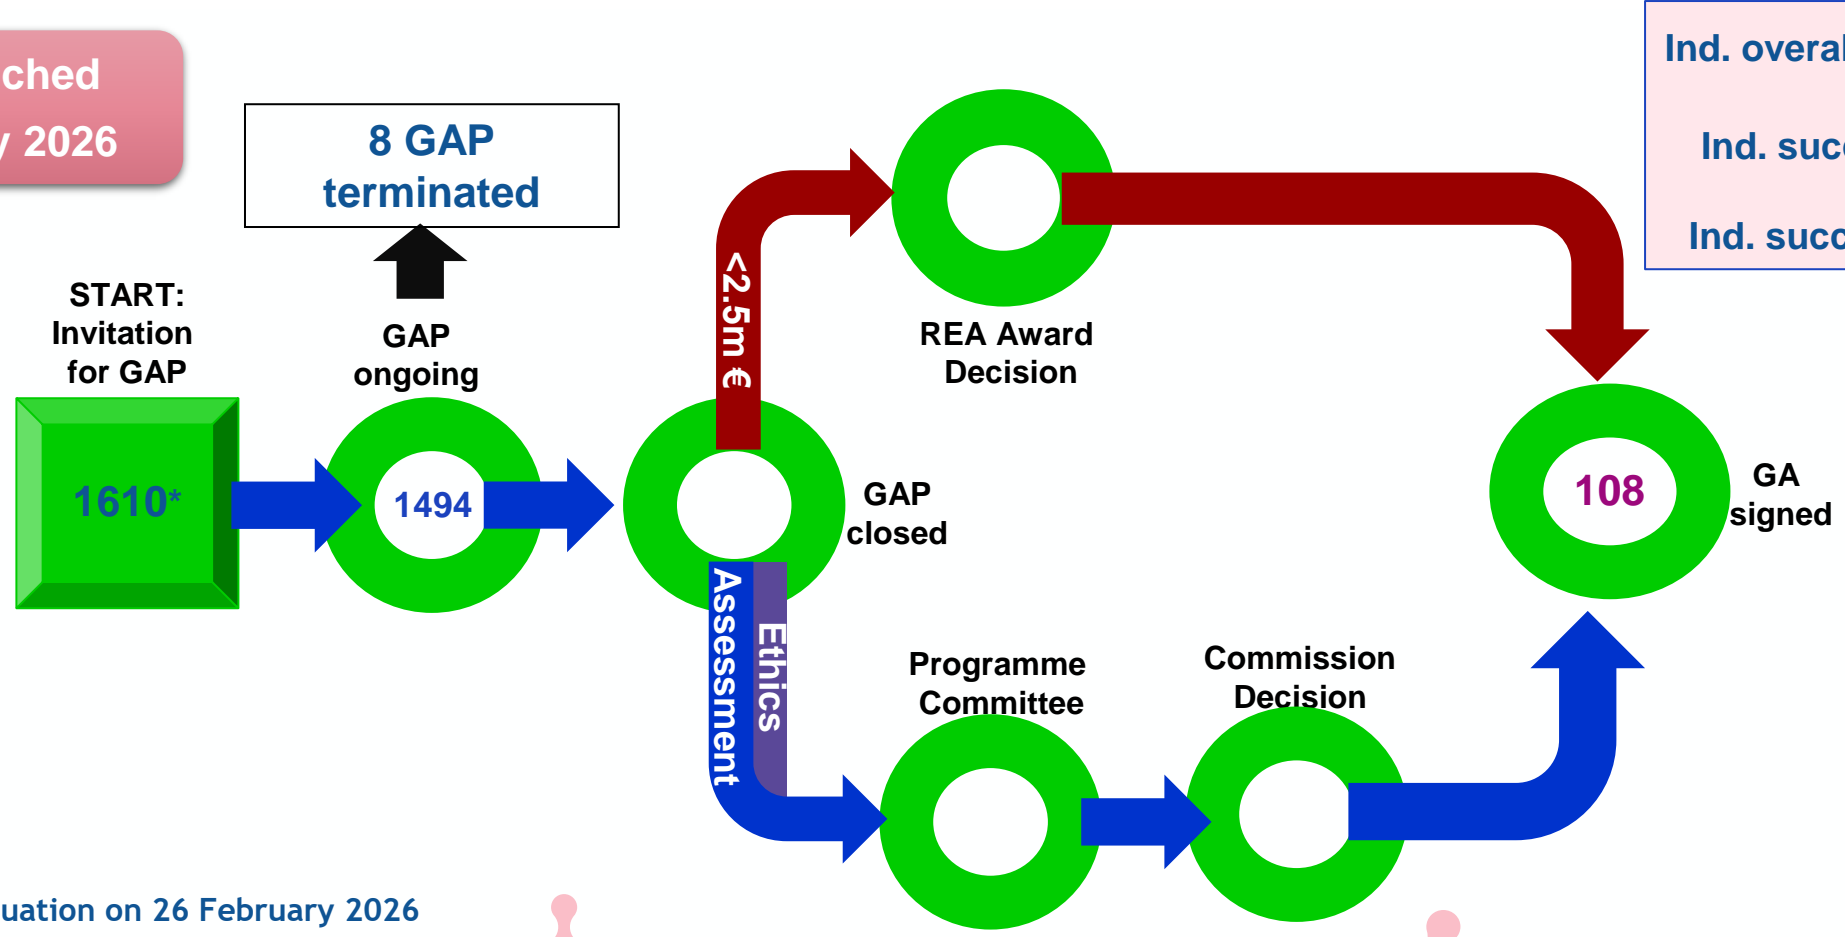 ched
y 2026
8 GAP
terminated
Ind. overal
Ind. succ
Ind. succ
<2.5m €
START:
Invitation
for GAP
GAP
ongoing
REA Award
Decision
1610*
1494
GAP
closed
108
GA
signed
Assessment
Ethics
Programme
Committee
Commission
Decision
uation on 26 February 2026